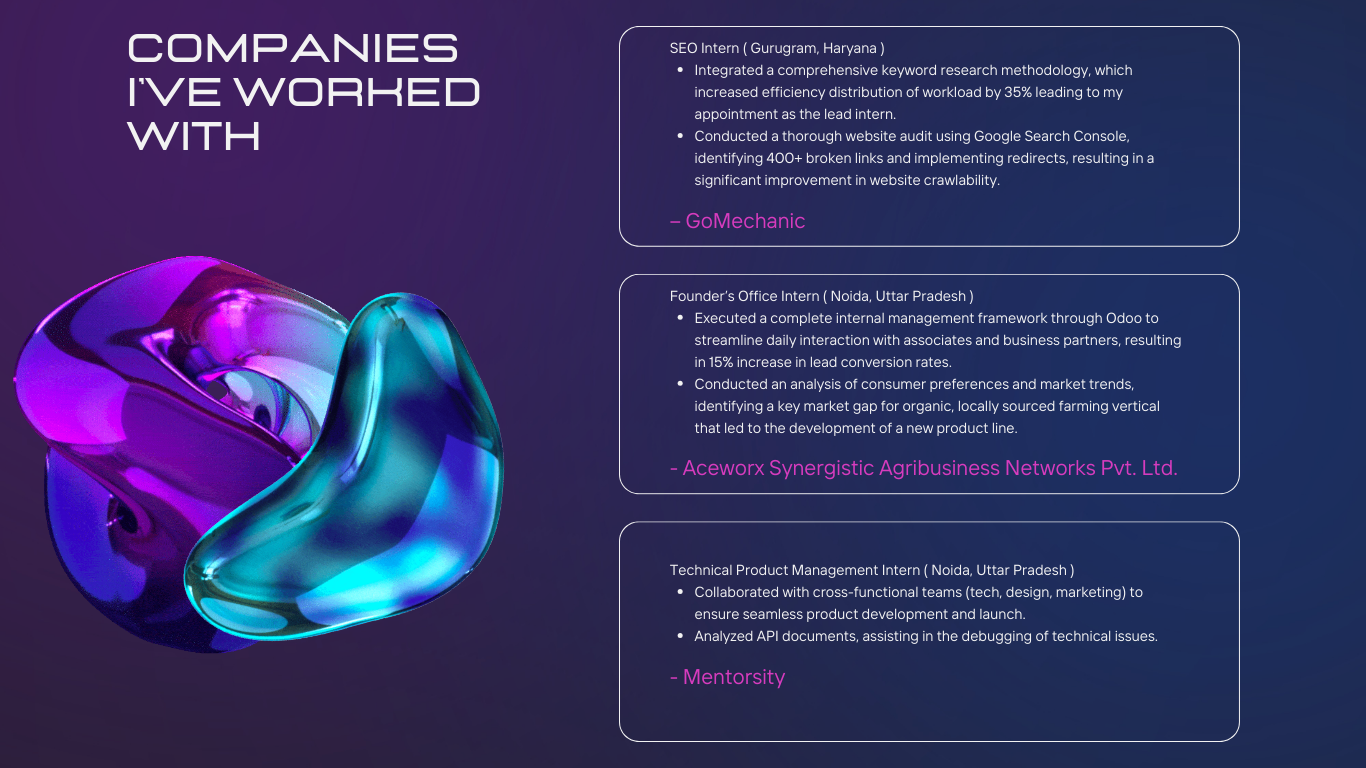 COMPANIES
I'VE WORKED
WITH
SEO Intern ( Gurugram, Haryana )
• Integrated a comprehensive keyword research methodology, which
increased efficiency distribution of workload by 35% leading to my
appointment as the lead intern.
• Conducted a thorough website audit using Google Search Console,
identifying 400+ broken links and implementing redirects, resulting in a
significant improvement in website crawlability.
– GoMechanic
Founder's Office Intern ( Noida, Uttar Pradesh )
• Executed a complete internal management framework through Odoo to
streamline daily interaction with associates and business partners, resulting
in 15% increase in lead conversion rates.
• Conducted an analysis of consumer preferences and market trends,
identifying a key market gap for organic, locally sourced farming vertical
that led to the development of a new product line.
- Aceworx Synergistic Agribusiness Networks Pvt. Ltd.
Technical Product Management Intern ( Noida, Uttar Pradesh )
• Collaborated with cross-functional teams (tech, design, marketing) to
ensure seamless product development and launch.
• Analyzed API documents, assisting in the debugging of technical issues.
- Mentorsity